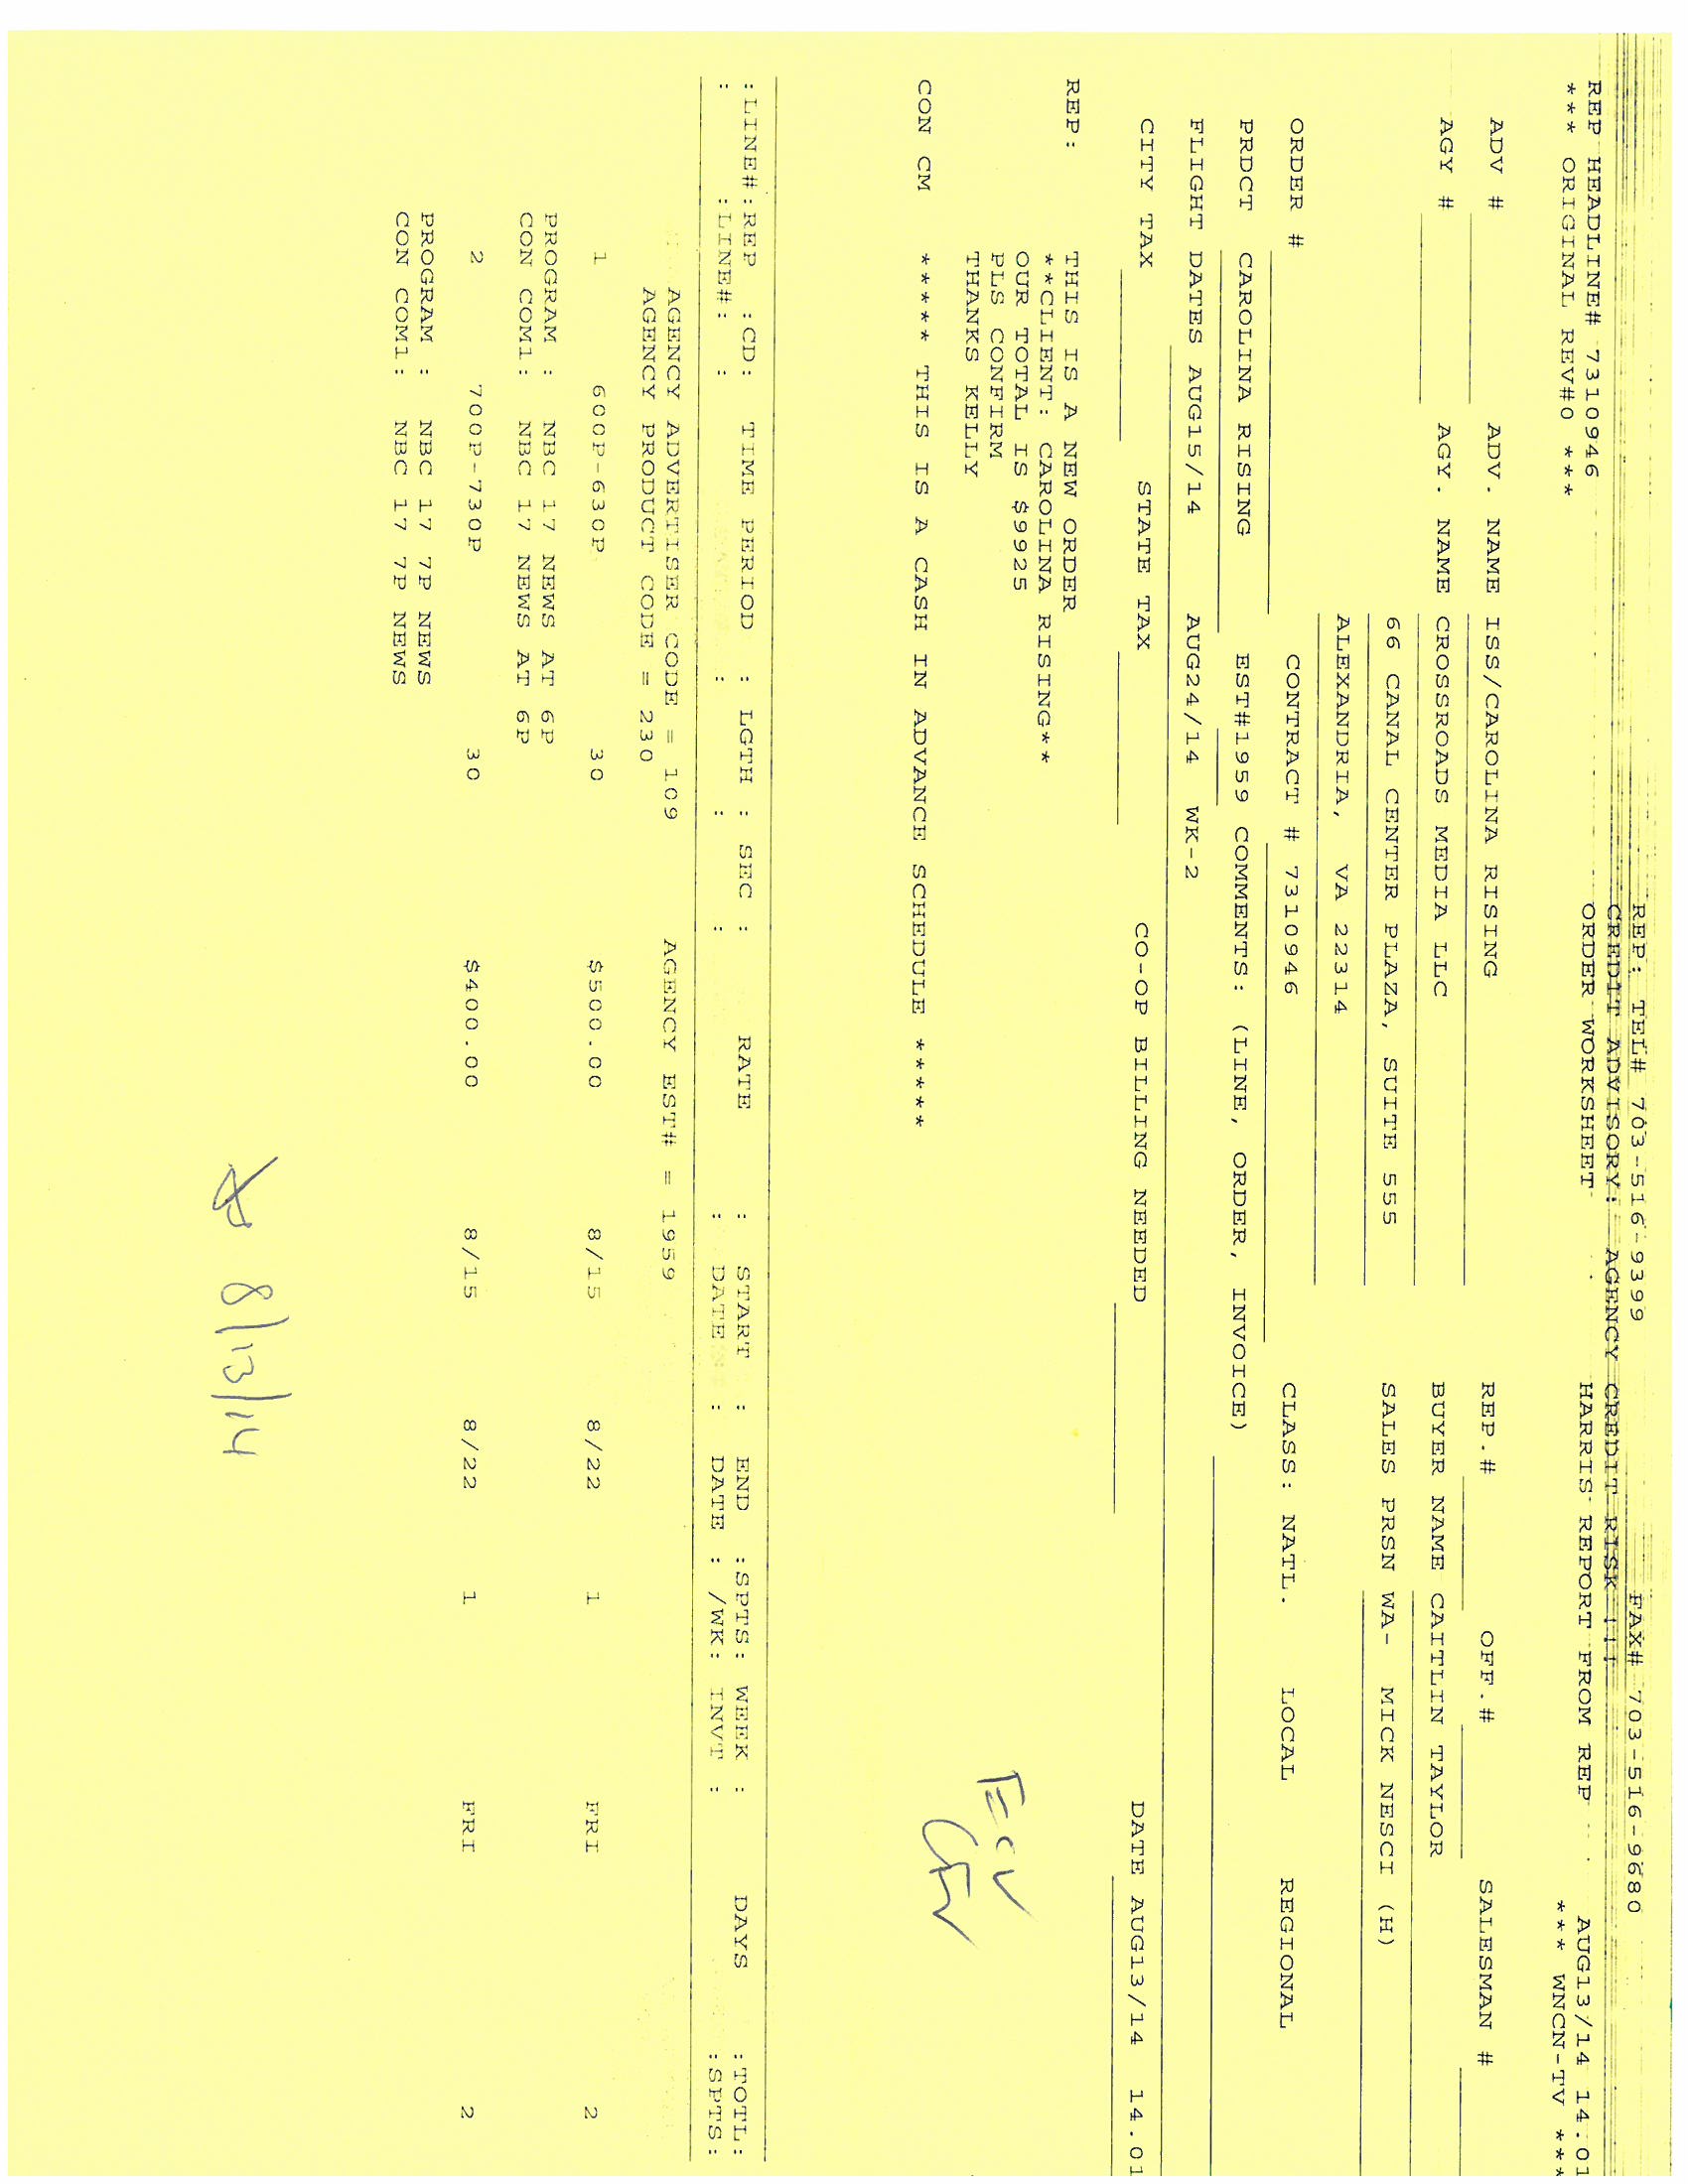 REP: TEL# 703-516-9399 FAX# 703-516-9680
CREDIT ADVISORY: AGENCY CREDIT RISK !!!
ORDER WORKSHEET HARRIS REPORT FROM REP AUG13/14 14.01
REP HEADLINE# 7310946
*** ORIGINAL REV#0 *** *** WNCN-TV ***
ADV # ADV. NAME ISS/CAROLINA RISING REP.# OFF.# SALESMAN #
AGY # AGY. NAME CROSSROADS MEDIA LLC BUYER NAME CAITLIN TAYLOR
66 CANAL CENTER PLAZA, SUITE 555 SALES PRSN WA- MICK NESCI (H)
ALEXANDRIA, VA 22314
ORDER # CONTRACT # 7310946 CLASS: NATL. LOCAL REGIONAL
PRDCT CAROLINA RISING EST#1959 COMMENTS: (LINE, ORDER, INVOICE)
FLIGHT DATES AUG15/14 AUG24/14 WK-2
CITY TAX STATE TAX CO-OP BILLING NEEDED DATE AUG13/14 14.01
REP: THIS IS A NEW ORDER
**CLIENT: CAROLINA RISING**
OUR TOTAL IS $9925
PLS CONFIRM
THANKS KELLY
CON CM ***** THIS IS A CASH IN ADVANCE SCHEDULE *****
:LINE#:REP :CD: TIME PERIOD : LGTH : SEC : RATE : START : END :SPTS: WEEK : DAYS :TOTL:
: :LINE#: : : : : DATE : DATE : /WK: INVT : :SPTS:
AGENCY ADVERTISER CODE = 109 AGENCY EST# = 1959
AGENCY PRODUCT CODE = 230
1 600P-630P 30 $500.00 8/15 8/22 1 FRI 2
PROGRAM : NBC 17 NEWS AT 6P
CON COM1: NBC 17 NEWS AT 6P
2 700P-730P 30 $400.00 8/15 8/22 1 FRI 2
PROGRAM : NBC 17 7P NEWS
CON COM1: NBC 17 7P NEWS
8/13/14